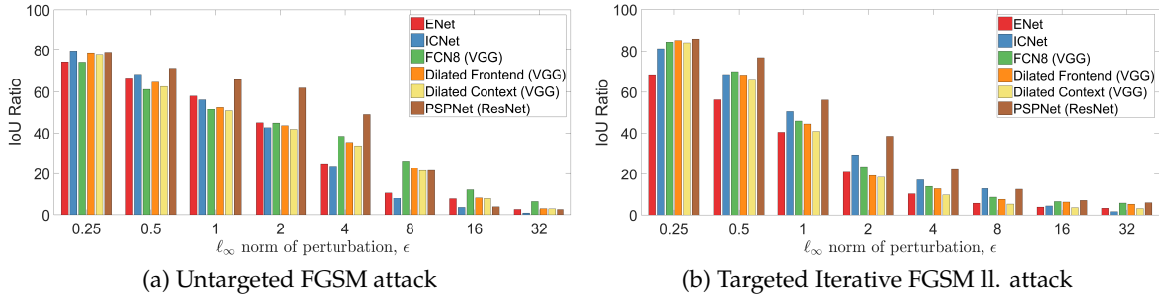 100
80
60
40
20
0
IoU Ratio
ENet
ICNet
FCN8 (VGG)
Dilated Frontend (VGG)
Dilated Context (VGG)
PSPNet (ResNet)
0.25 0.5 1 2 4 8 16 32
ℓ∞ norm of perturbation, ϵ
(a) Untargeted FGSM attack
100
80
60
40
20
0
IoU Ratio
ENet
ICNet
FCN8 (VGG)
Dilated Frontend (VGG)
Dilated Context (VGG)
PSPNet (ResNet)
0.25 0.5 1 2 4 8 16 32
ℓ∞ norm of perturbation, ϵ
(b) Targeted Iterative FGSM ll. attack